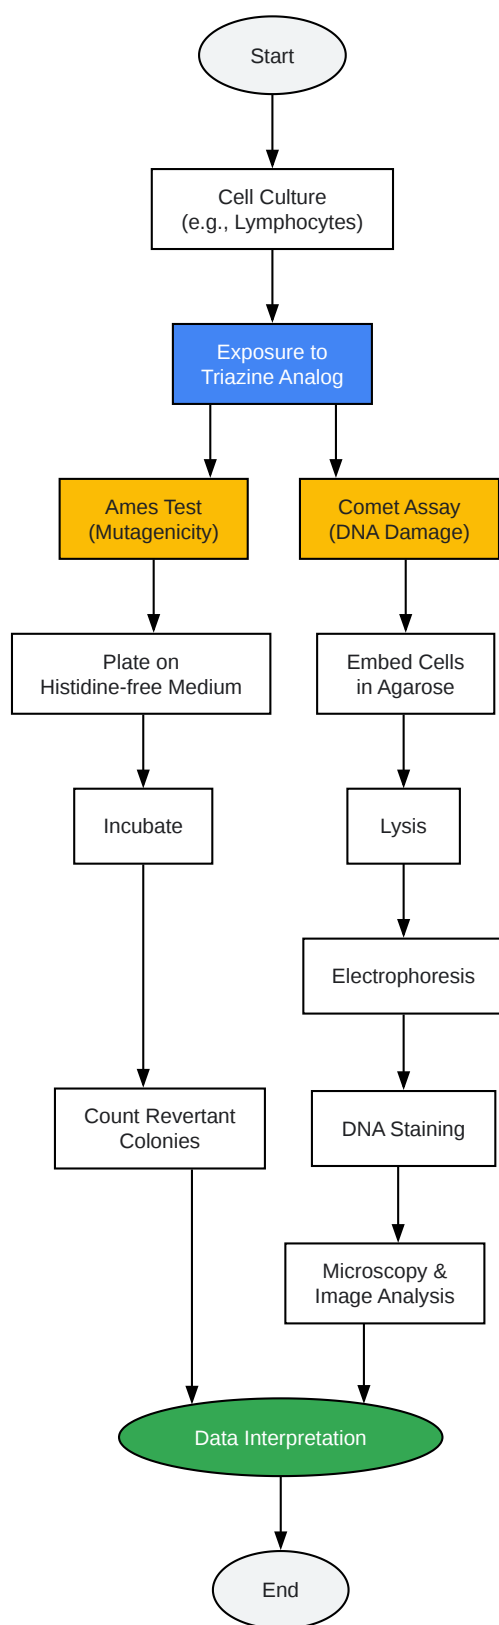 Start
Cell Culture
(e.g., Lymphocytes)
Exposure to
Triazine Analog
Ames Test
(Mutagenicity)
Comet Assay
(DNA Damage)
Plate on
Histidine-free Medium
Embed Cells
in Agarose
Incubate
Lysis
Electrophoresis
Count Revertant
Colonies
DNA Staining
Microscopy &
Image Analysis
Data Interpretation
End